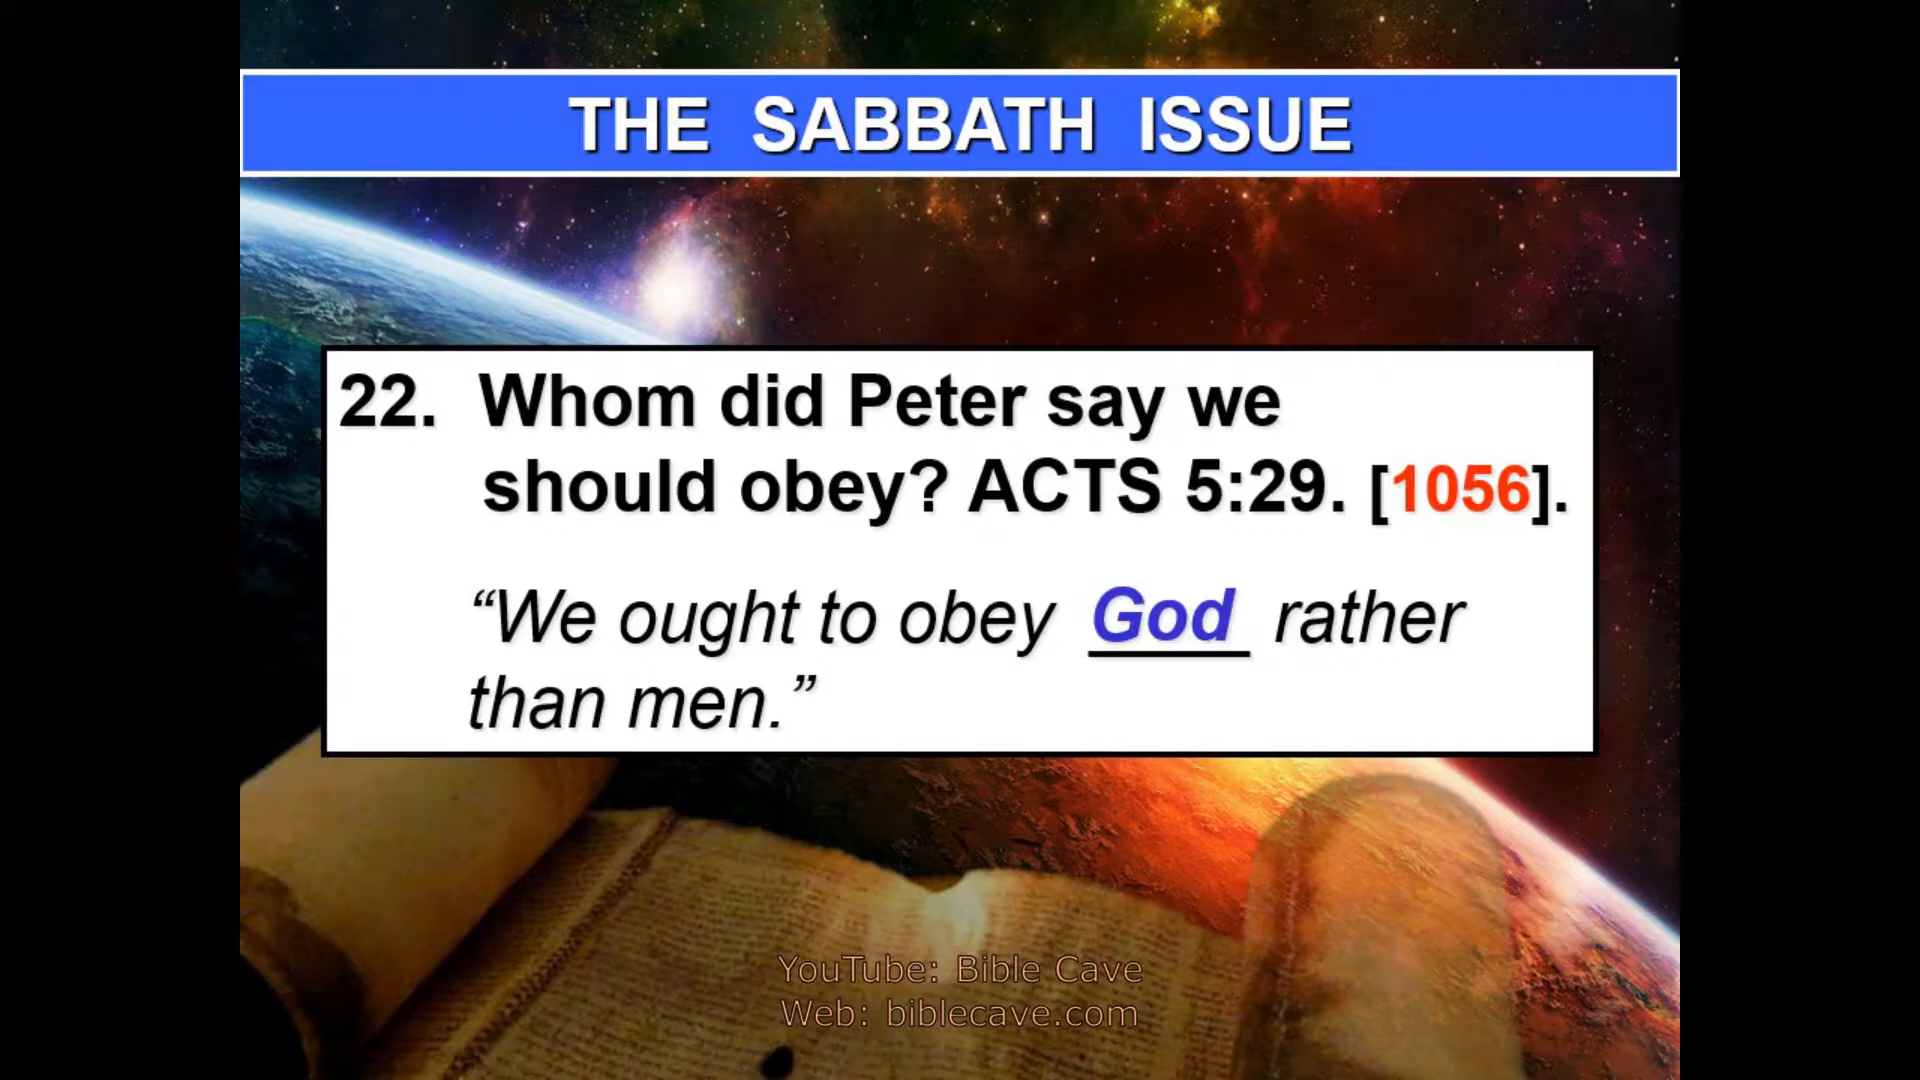 THE SABBATH ISSUE
22. Whom did Peter say we
should obey? ACTS 5:29. [1056].
“We ought to obey God rather
than men.”
YouTube: Bible Cave
Web: biblecave.com